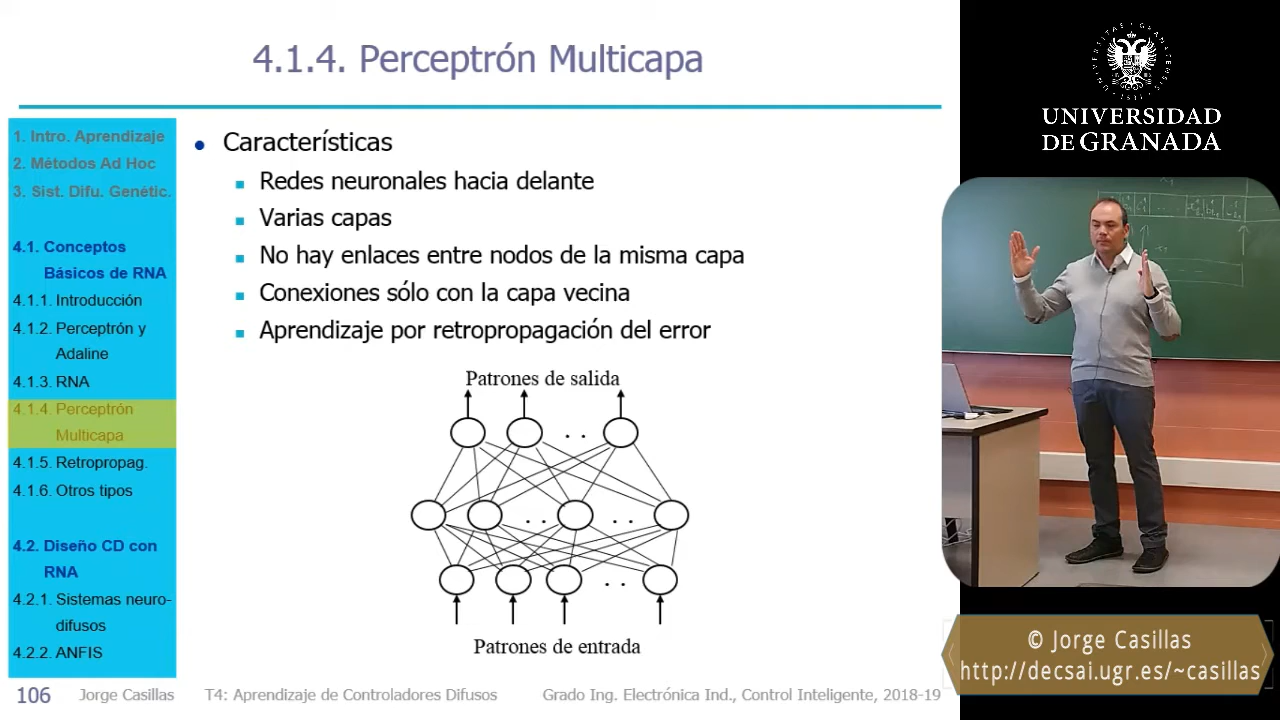 4.1.4. Perceptrón Multicapa
1. Intro. Aprendizaje
2. Métodos Ad Hoc
3. Sist. Difu. Genétic.
4.1. Conceptos
Básicos de RNA
4.1.1. Introducción
4.1.2. Perceptrón y
Adaline
4.1.3. RNA
4.1.4. Perceptrón
Multicapa
4.1.5. Retropropag.
4.1.6. Otros tipos
4.2. Diseño CD con
RNA
4.2.1. Sistemas neuro-
difusos
4.2.2. ANFIS
Características
Redes neuronales hacia delante
Varias capas
No hay enlaces entre nodos de la misma capa
Conexiones sólo con la capa vecina
Aprendizaje por retropropagación del error
Patrones de salida
Patrones de entrada
106 Jorge Casillas T4: Aprendizaje de Controladores Difusos Grado Ing. Electrónica Ind., Control Inteligente, 2018-19
UNIVERSIDAD
DE GRANADA
© Jorge Casillas
http://decsai.ugr.es/~casillas